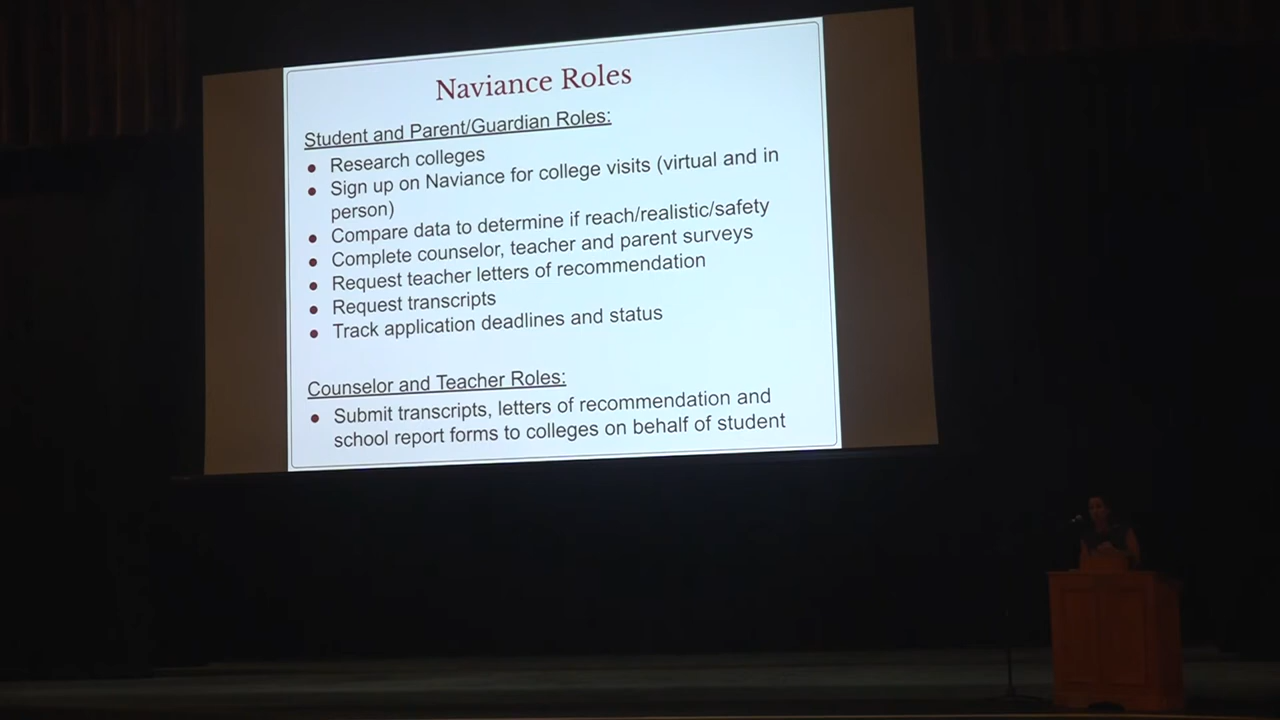 Naviance Roles
Student and Parent/Guardian Roles:
● Research colleges
● Sign up on Naviance for college visits (virtual and in
person)
● Compare data to determine if reach/realistic/safety
● Complete counselor, teacher and parent surveys
● Request teacher letters of recommendation
● Request transcripts
● Track application deadlines and status
Counselor and Teacher Roles:
● Submit transcripts, letters of recommendation and
school report forms to colleges on behalf of student